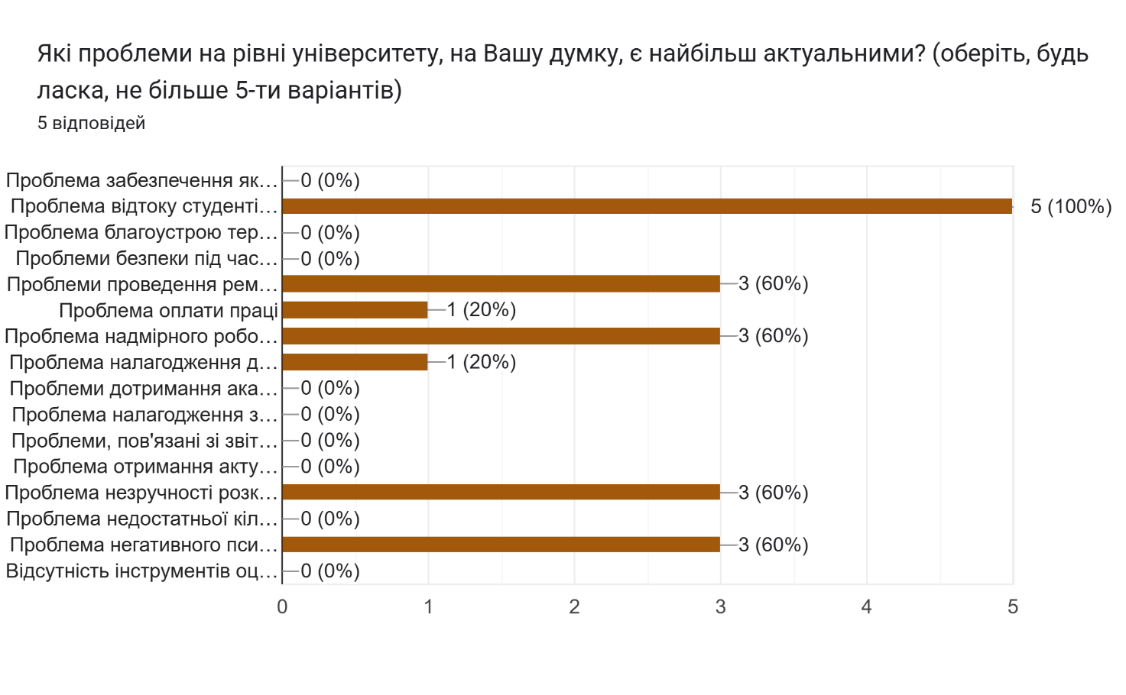 Які проблеми на рівні університету, на Вашу думку, є найбільш актуальними? (оберіть, будь
ласка, не більше 5-ти варіантів)
5 відповідей
Проблема забезпечення як… 0 (0%)
Проблема відтоку студенті… 5 (100%)
Проблема благоустрою тер… 0 (0%)
Проблеми безпеки під час… 0 (0%)
Проблеми проведення рем… 3 (60%)
Проблема оплати праці 1 (20%)
Проблема надмірного робо… 3 (60%)
Проблема налагодження д… 1 (20%)
Проблеми дотримання ака… 0 (0%)
Проблема налагодження з… 0 (0%)
Проблеми, пов'язані зі звіт… 0 (0%)
Проблема отримання акту… 0 (0%)
Проблема незручності розк… 3 (60%)
Проблема недостатньої кіл… 0 (0%)
Проблема негативного пси… 3 (60%)
Відсутність інструментів оц… 0 (0%)
0 1 2 3 4 5